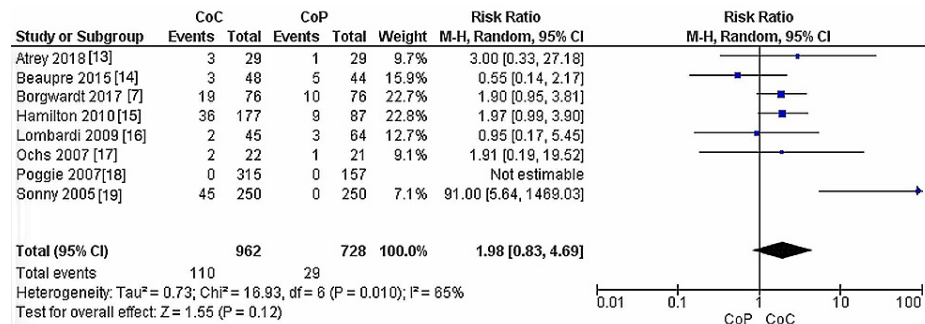 CoC CoP Risk Ratio Risk Ratio
Study or Subgroup Events Total Events Total Weight M-H, Random, 95% CI M-H, Random, 95% CI
Atrey 2018 [13] 3 29 1 29 9.7% 3.00 [0.33, 27.18]
Beaupre 2015 [14] 3 48 5 44 15.9% 0.55 [0.14, 2.17]
Borgwardt 2017 [7] 19 76 10 76 22.7% 1.90 [0.95, 3.81]
Hamilton 2010 [15] 36 177 9 87 22.8% 1.97 [0.99, 3.90]
Lombardi 2009 [16] 2 45 3 64 12.7% 0.95 [0.17, 5.45]
Ochs 2007 [17] 2 22 1 21 9.1% 1.91 [0.19, 19.52]
Poggie 2007[18] 0 315 0 157 Not estimable
Sonny 2005 [19] 45 250 0 250 7.1% 91.00 [5.64, 1469.03]
Total (95% CI) 962 728 100.0% 1.98 [0.83, 4.69]
Total events 110 29
Heterogeneity: Tau² = 0.73; Chi² = 16.93, df = 6 (P = 0.010); I² = 65%
Test for overall effect: Z = 1.55 (P = 0.12)
0.01 0.1 1 10 100
CoP CoC